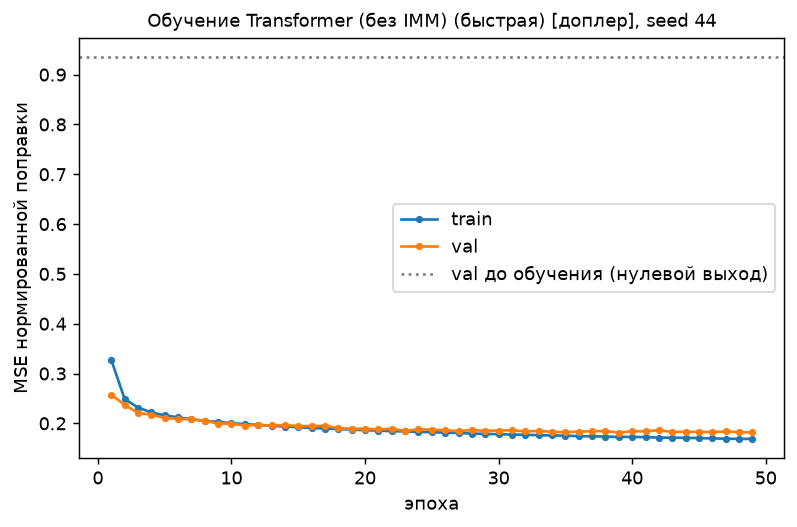 Обучение Transformer (без IMM) (быстрая) [доплер], seed 44
MSE нормированной поправки
0.9
0.8
0.7
0.6
0.5
0.4
0.3
0.2
train
val
val до обучения (нулевой выход)
0 10 20 30 40 50
эпоха